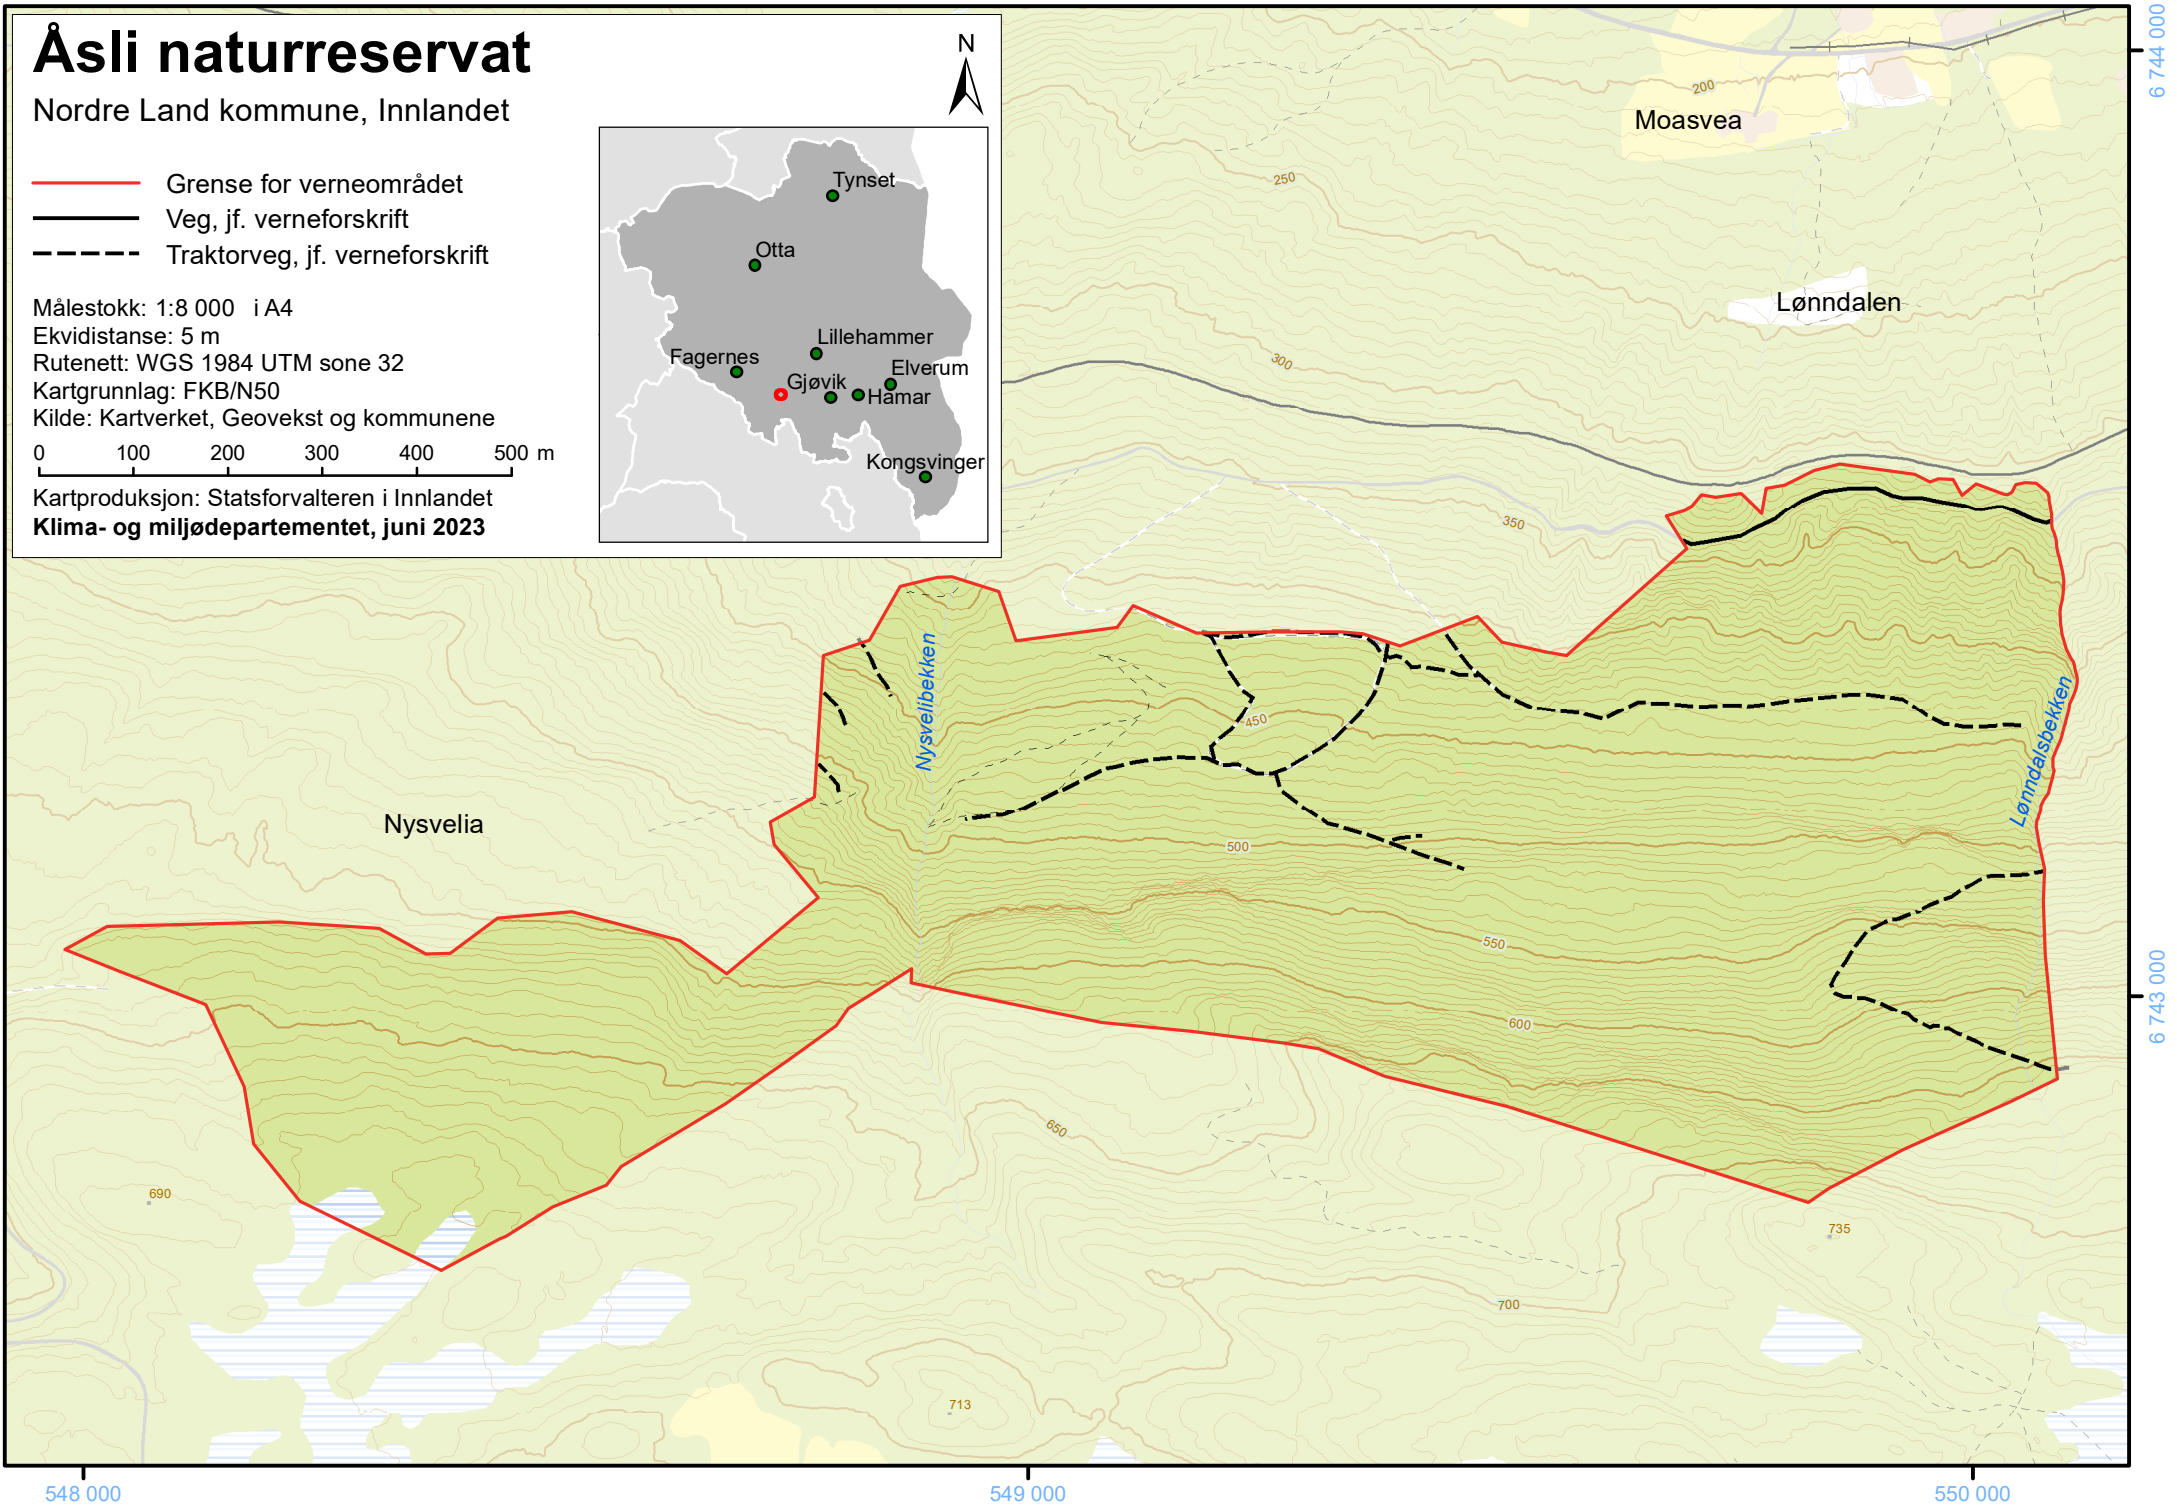 Åsli naturreservat
Nordre Land kommune, Innlandet
N
Grense for verneområdet
Veg, jf. verneforskrift
Traktorveg, jf. verneforskrift
Målestokk: 1:8 000 i A4
Ekvidistanse: 5 m
Rutenett: WGS 1984 UTM sone 32
Kartgrunnlag: FKB/N50
Kilde: Kartverket, Geovekst og kommunene
0 100 200 300 400 500 m
Kartproduksjon: Statsforvalteren i Innlandet
Klima- og miljødepartementet, juni 2023
Tynset
Otta
Lillehammer
Fagernes
Gjøvik
Elverum
Hamar
Kongsvinger
6 744 000
200
Moasvea
250
Lønndalen
300
350
Nysvelibekken
450
Lønndalsbekken
Nysvelia
500
550
6 743 000
600
650
690
735
700
713
548 000
549 000
550 000